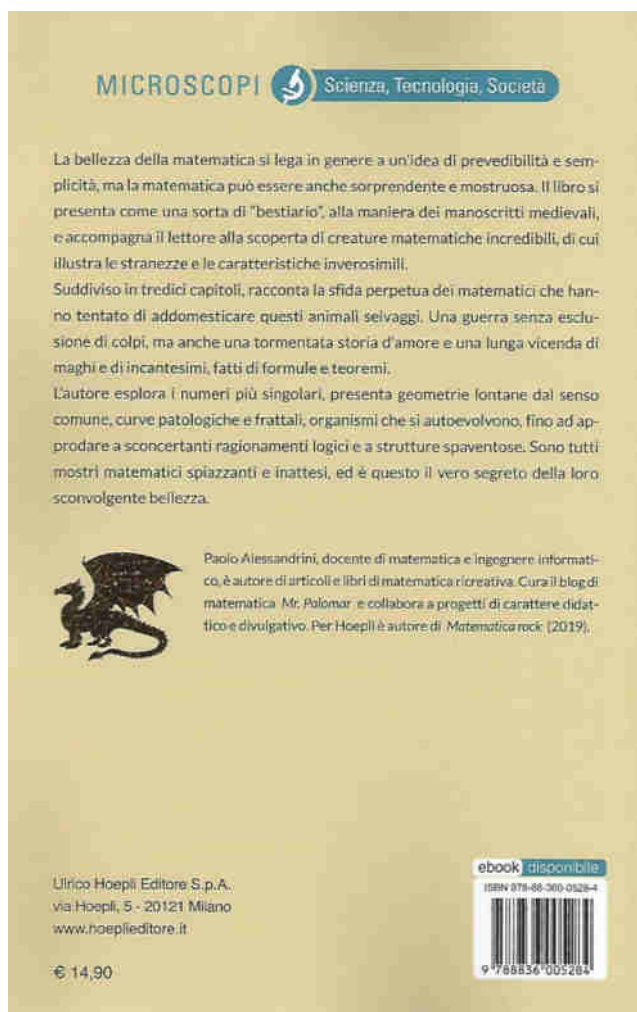 MICROSCOPI Scienza, Tecnologia, Società
La bellezza della matematica si lega in genere a un'idea di prevedibilità e sem-
plicità, ma la matematica può essere anche sorprendente e mostruosa. Il libro si
presenta come una sorta di "bestiario", alla maniera dei manoscritti medievali,
e accompagna il lettore alla scoperta di creature matematiche incredibili, di cui
illustra le stranezze e le caratteristiche inverosimili.
Suddiviso in tredici capitoli, racconta la sfida perpetua dei matematici che han-
no tentato di addomesticare questi animali selvaggi. Una guerra senza esclu-
sione di colpi, ma anche una tormentata storia d'amore e una lunga vicenda di
maghi e di incantesimi, fatti di formule e teoremi.
L'autore esplora i numeri più singolari, presenta geometrie lontane dal senso
comune, curve patologiche e frattali, organismi che si autoevolvono, fino ad ap-
prodare a sconcertanti ragionamenti logici e a strutture spaventose. Sono tutti
mostri matematici spiazzanti e inattesi, ed è questo il vero segreto della loro
sconvolgente bellezza.
Paolo Alessandrini, docente di matematica e ingegnere informati-
co, è autore di articoli e libri di matematica ricreativa. Cura il blog di
matematica Mr. Palomar e collabora a progetti di carattere didat-
tico e divulgativo. Per Hoepli è autore di Matematica rock (2019).
Ulrico Hoepli Editore S.p.A.
via Hoepli, 5 - 20121 Milano
www.hoeplieditore.it
€ 14,90
ebook disponibile
ISBN 978-88-360-0528-4
9 788836 005284